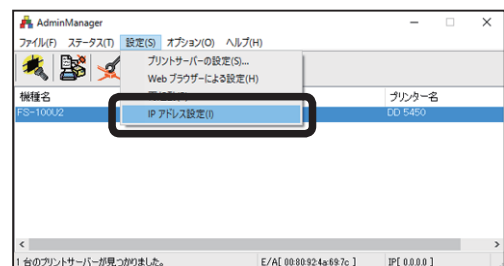 AdminManager
ファイル(F) ステータス(T) 設定(S) オプション(O) ヘルプ(H)
プリントサーバーの設定(S)...
Web ブラウザーによる設定(H)
IP アドレス設定(I)
機種名 プリンター名
FS-100U2 DD 5450
1 台のプリントサーバーが見つかりました。 E/A[ 00:80:92:4a:69:7c ] IP[ 0.0.0.0 ]